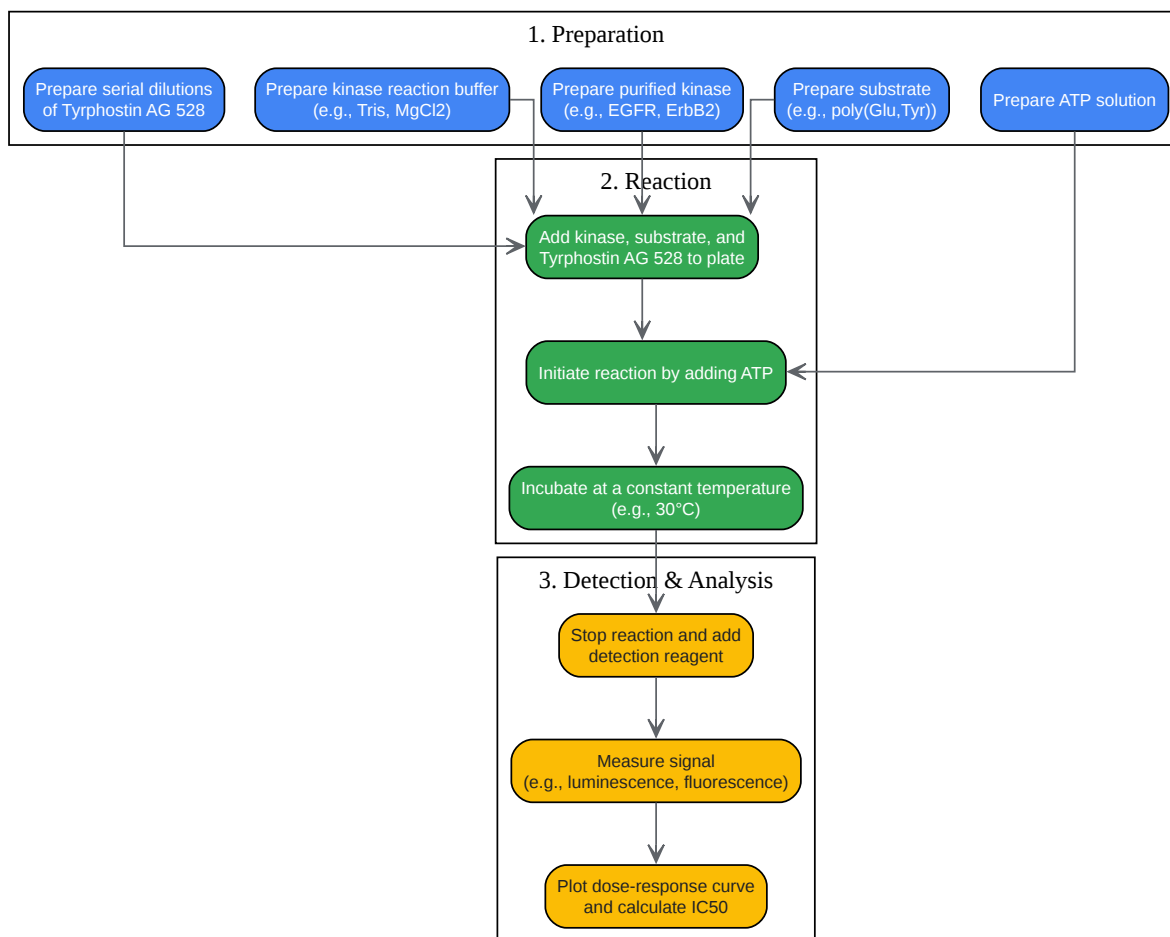 1. Preparation
Prepare serial dilutions
of Tyrphostin AG 528
Prepare kinase reaction buffer
(e.g., Tris, MgCl2)
Prepare purified kinase
(e.g., EGFR, ErbB2)
Prepare substrate
(e.g., poly(Glu,Tyr))
Prepare ATP solution
2. Reaction
Add kinase, substrate, and
Tyrphostin AG 528 to plate
Initiate reaction by adding ATP
Incubate at a constant temperature
(e.g., 30°C)
3. Detection & Analysis
Stop reaction and add
detection reagent
Measure signal
(e.g., luminescence, fluorescence)
Plot dose-response curve
and calculate IC50